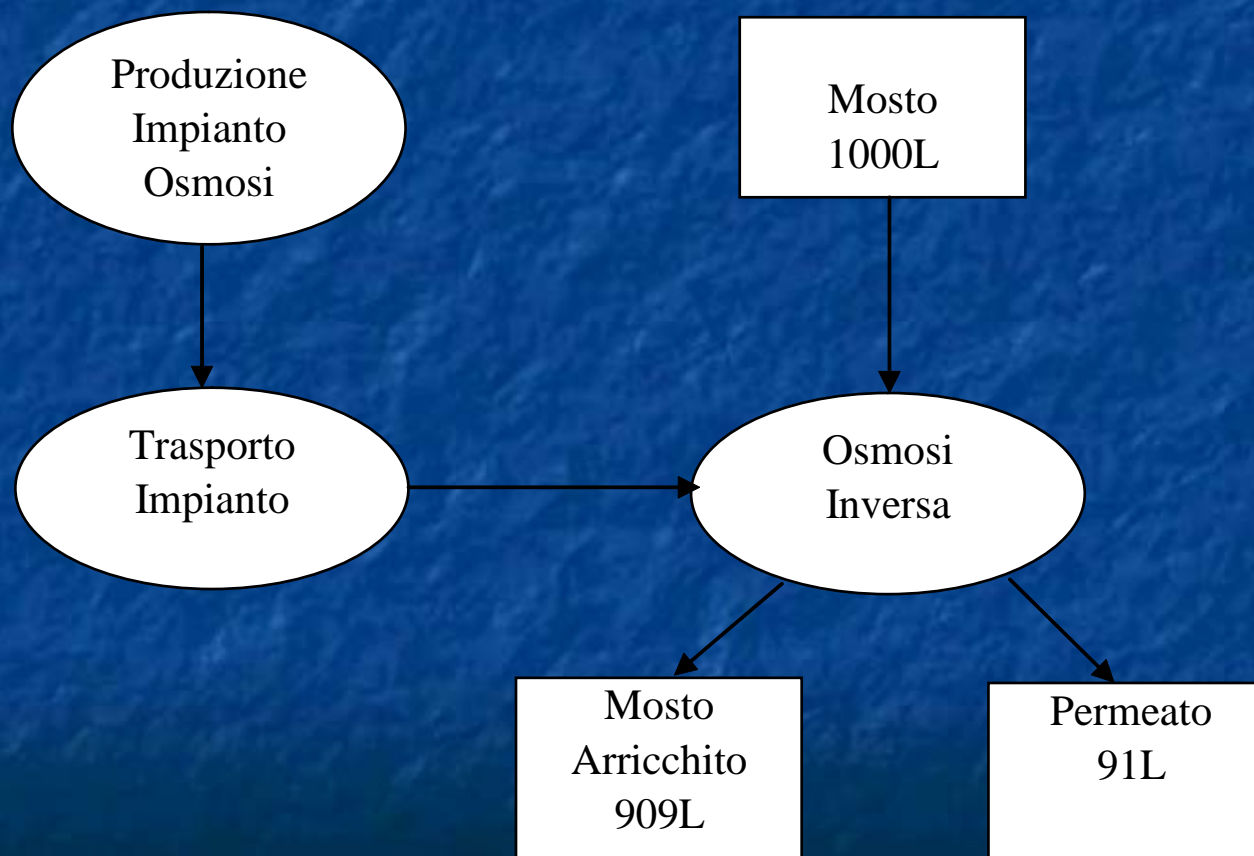 Produzione
Impianto
Osmosi
Mosto
1000L
Trasporto
Impianto
Osmosi
Inversa
Mosto
Arricchito
909L
Permeato
91L